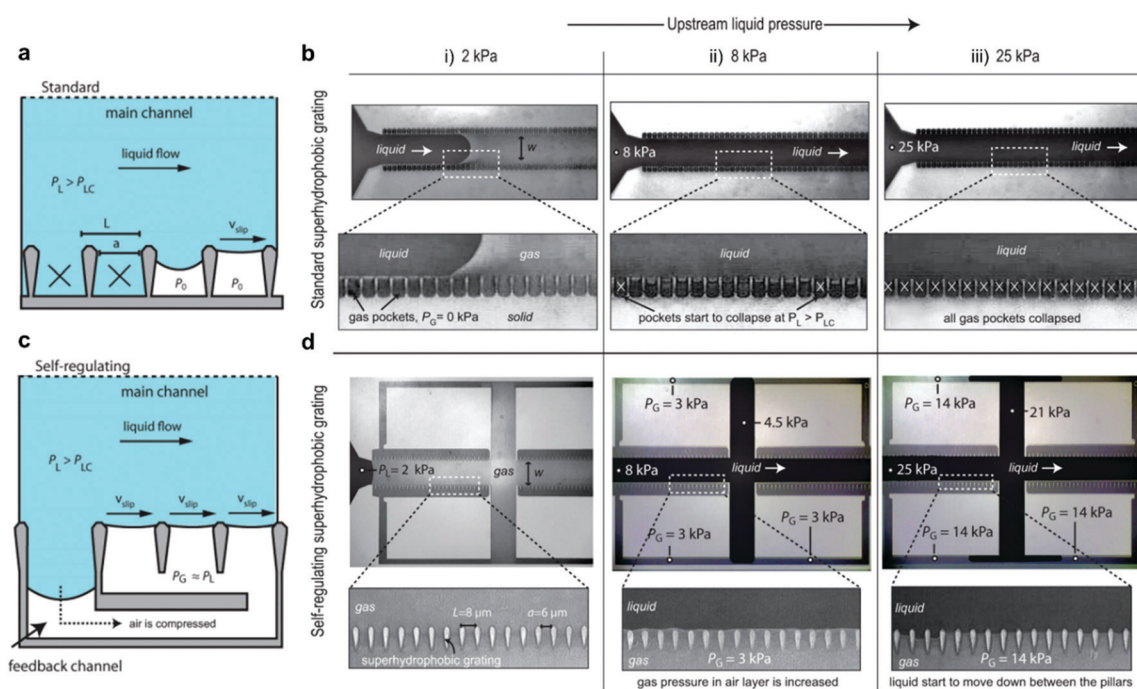 Upstream liquid pressure
i) 2 kPa
ii) 8 kPa
iii) 25 kPa
a
Standard
main channel
liquid flow
P_L > P_LC
L
a
v_slip
P_0
P_0
b
Standard superhydrophobic grating
liquid
w
liquid
gas
gas pockets, P_G= 0 kPa
solid
8 kPa
liquid
liquid
pockets start to collapse at P_L > P_LC
25 kPa
liquid
liquid
all gas pockets collapsed
c
Self-regulating
main channel
liquid flow
P_L > P_LC
v_slip
v_slip
v_slip
P_G ≈ P_L
air is compressed
feedback channel
d
Self-regulating superhydrophobic grating
P_L= 2 kPa
gas
w
gas
L=8 μm
a=6 μm
superhydrophobic grating
P_G = 3 kPa
4.5 kPa
8 kPa
liquid
P_G = 3 kPa
P_G = 3 kPa
liquid
gas
P_G = 3 kPa
gas pressure in air layer is increased
P_G = 14 kPa
21 kPa
25 kPa
liquid
P_G = 14 kPa
P_G = 14 kPa
liquid
gas
P_G = 14 kPa
liquid start to move down between the pillars